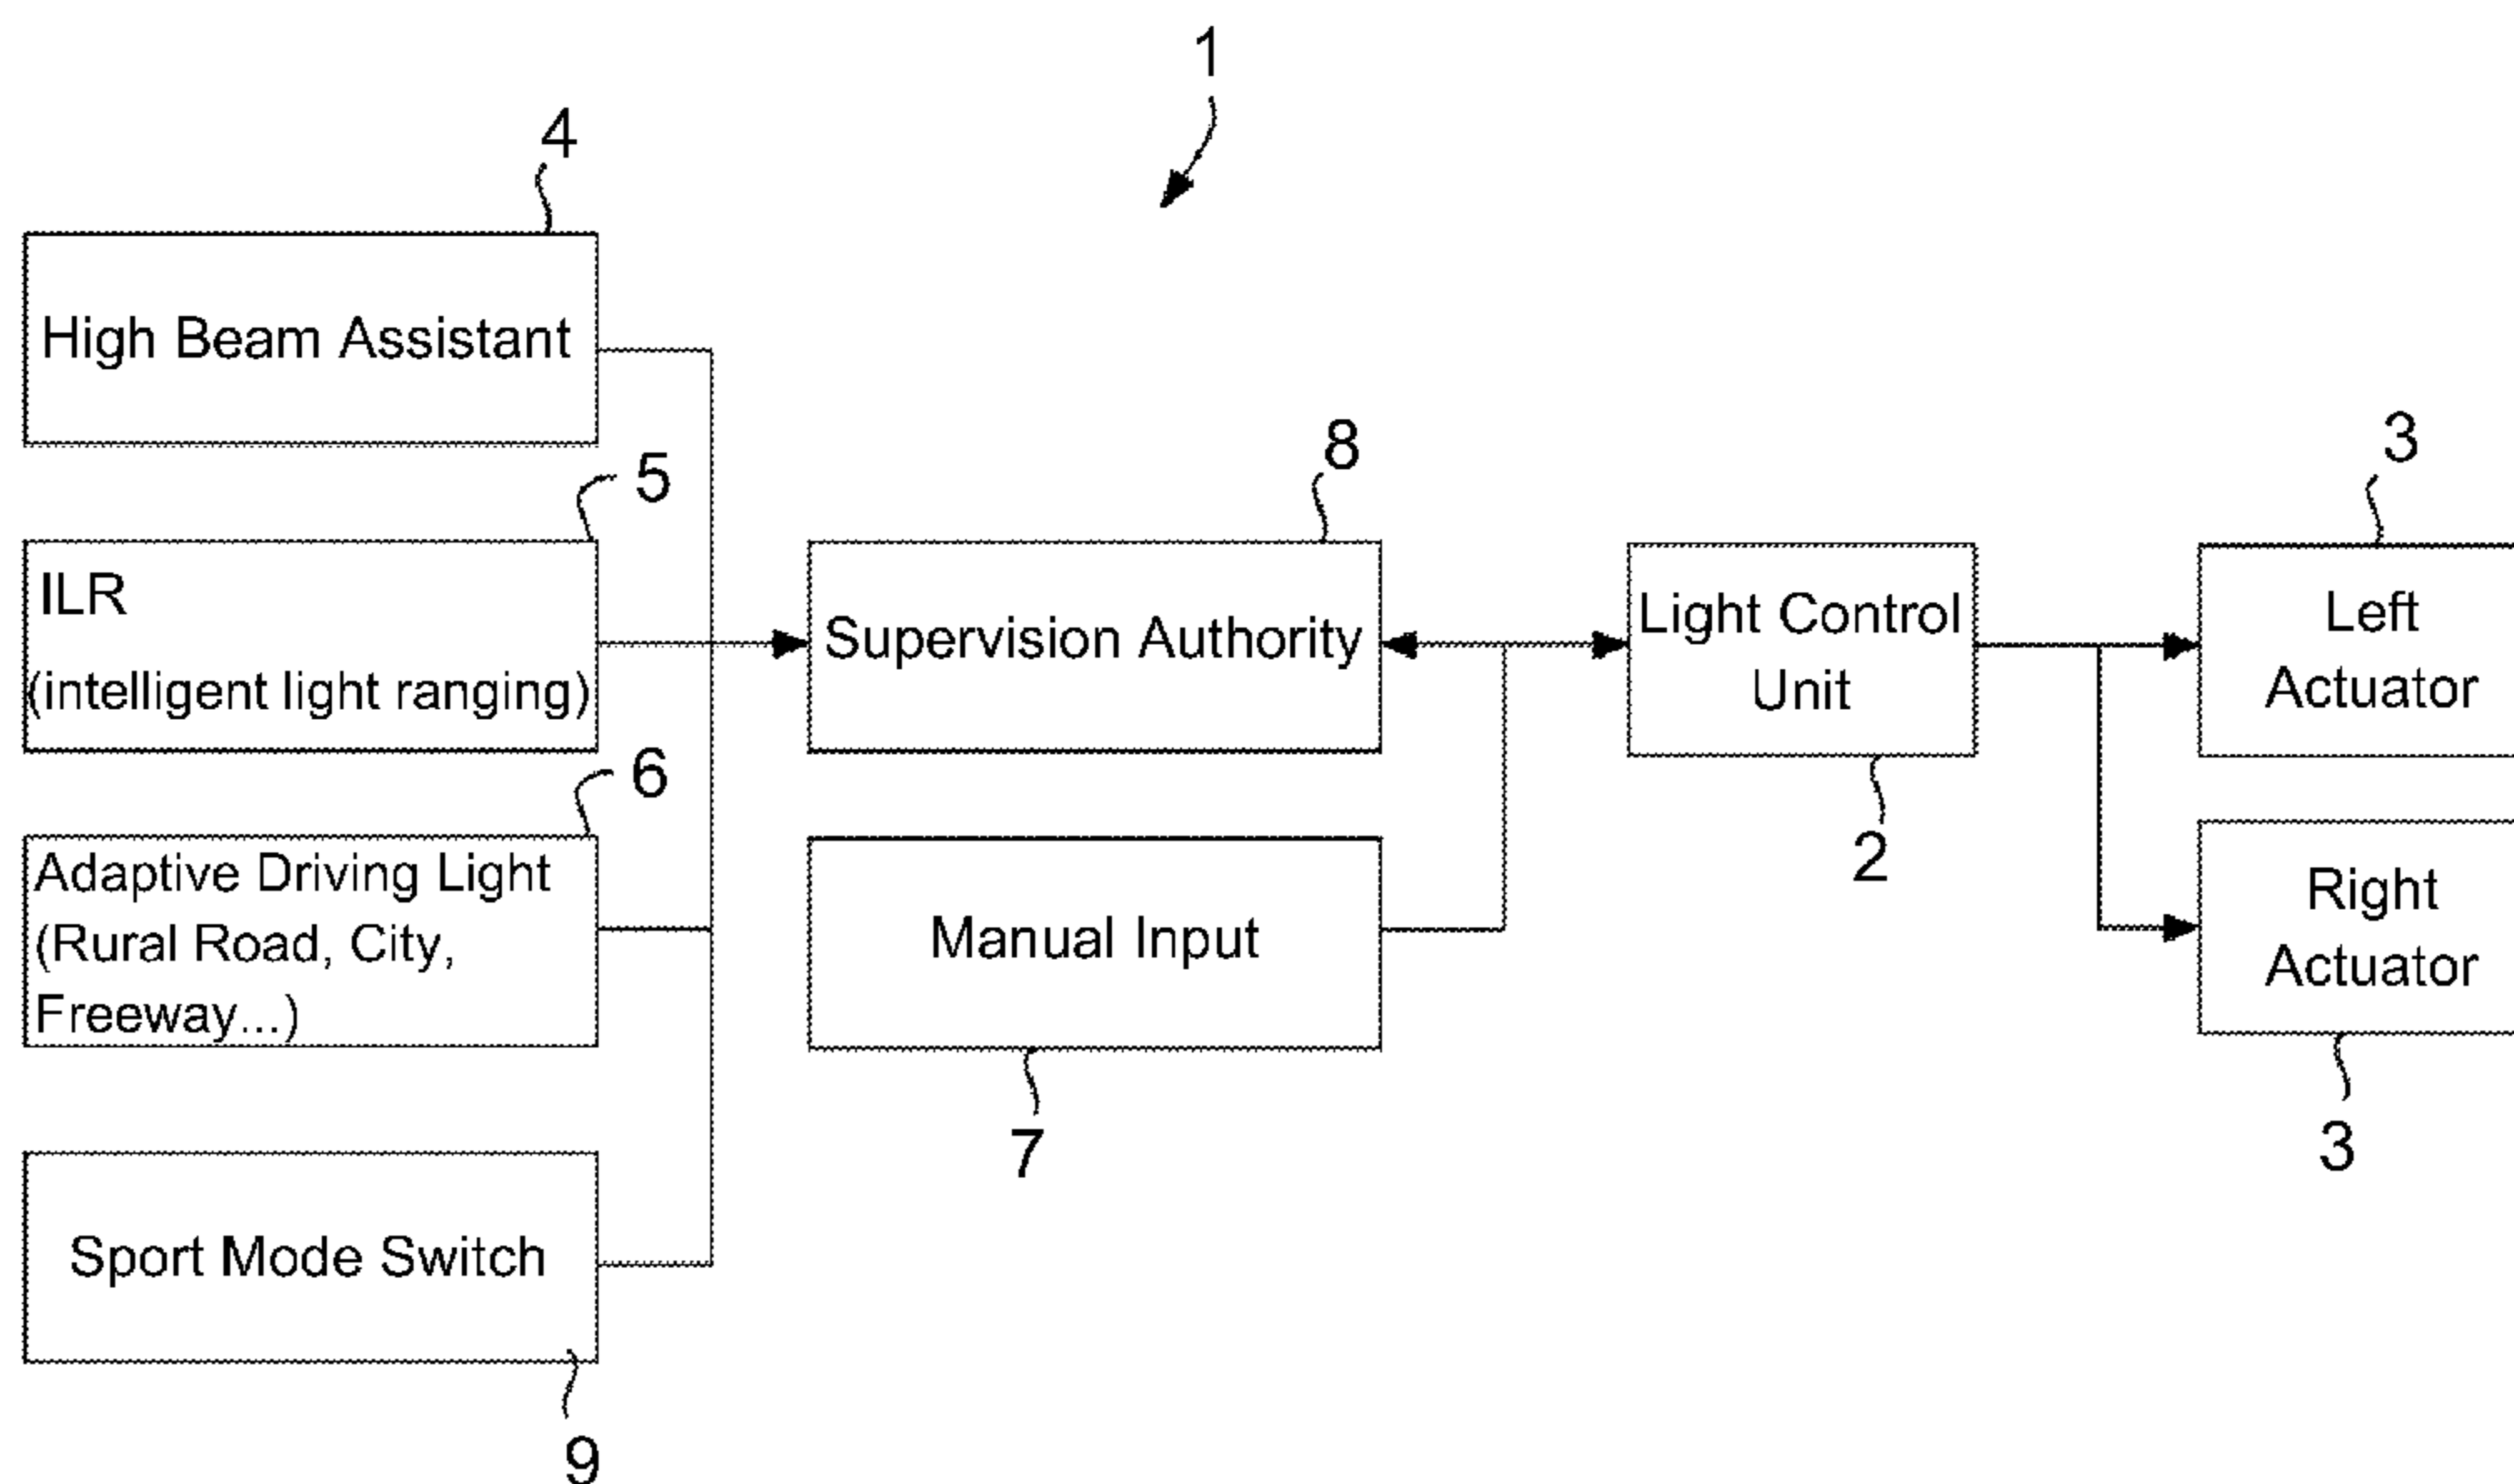 1
4
High Beam Assistant
5
ILR
(intelligent light ranging)
6
Adaptive Driving Light
(Rural Road, City,
Freeway...)
Sport Mode Switch
9
8
Supervision Authority
Manual Input
7
Light Control
Unit
2
3
Left
Actuator
Right
Actuator
3